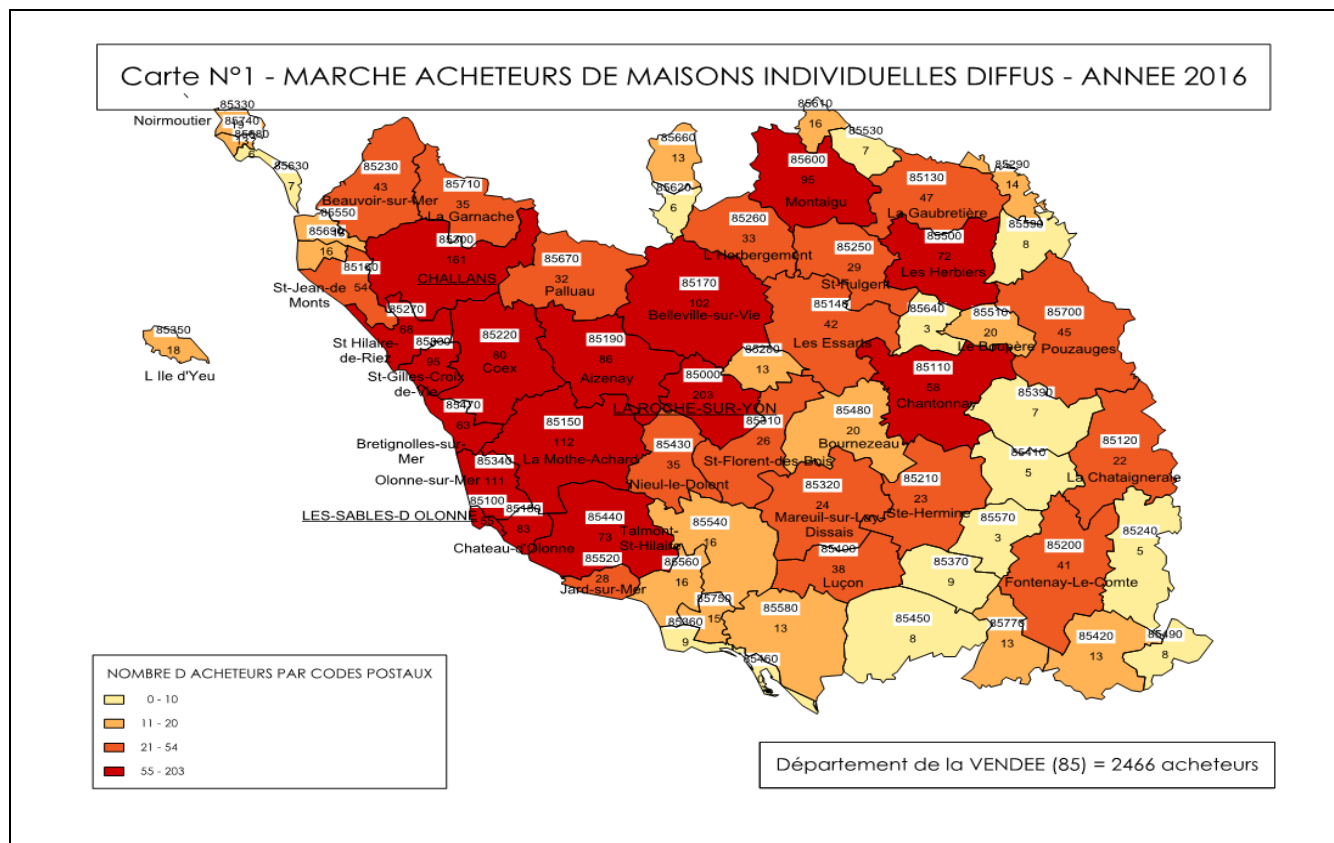 Carte N°1 - MARCHE ACHETEURS DE MAISONS INDIVIDUELLES DIFFUS - ANNEE 2016
85330
Noirmoutier
19
85740
85680
6
85630
7
85610
16
85530
7
85660
13
85620
6
85600
95
Montaigu
85290
14
85230
43
Beauvoir-sur-Mer
85710
35
La Garnache
85130
47
La Gaubretière
85590
8
85550
85690
16
85300
161
CHALLANS
85160
54
St-Jean-de
Monts
85670
32
Palluau
85260
33
L Herbergement
85250
29
St-Fulgent
85500
72
Les Herbiers
85270
68
St Hilaire-
de-Riez
85170
102
Belleville-sur-Vie
85140
42
Les Essarts
85640
3
85510
20
Le Boupère
85700
45
Pouzauges
85350
18
L Ile d'Yeu
85800
95
St-Gilles-Croix
de-Vie
85220
80
Coëx
85190
86
Aizenay
85280
13
85000
203
LA ROCHE-SUR-YON
85110
58
Chantonnay
85390
7
85470
63
Bretignolles-sur-
Mer
85150
112
La Mothe-Achard
85430
35
Nieul-le-Dolent
85310
26
St-Florent-des-Bois
85480
20
Bournezeau
85410
5
85120
22
La Chataigneraie
85340
Olonne-sur-Mer
111
85100
55
LES-SABLES-D OLONNE
85180
83
Chateau-d'Olonne
85440
73
Talmont-
St-Hilaire
85540
16
85320
24
Mareuil-sur-Lay-
Dissais
85210
23
Ste-Hermine
85570
3
85240
5
85520
28
Jard-sur-Mer
85560
16
85400
38
Luçon
85370
9
85200
41
Fontenay-Le-Comte
85750
15
85360
9
85580
13
85450
8
85770
13
85420
13
85490
8
85460
NOMBRE D ACHETEURS PAR CODES POSTAUX
0 - 10
11 - 20
21 - 54
55 - 203
Département de la VENDEE (85) = 2466 acheteurs